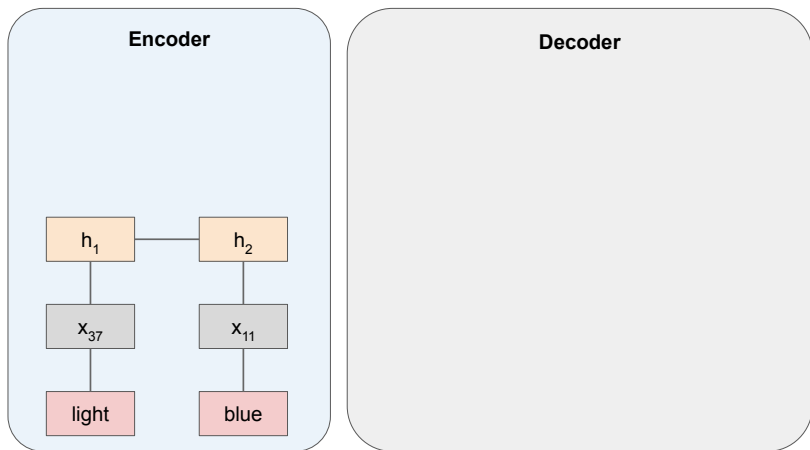 Encoder
Decoder
h₁ h₂
x₃₇ x₁₁
light blue